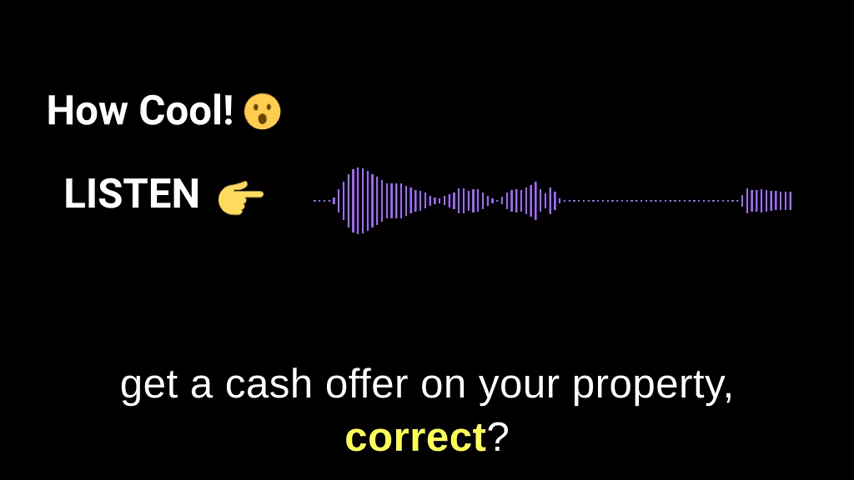 How Cool! 😮
LISTEN 👉
get a cash offer on your property,
correct?